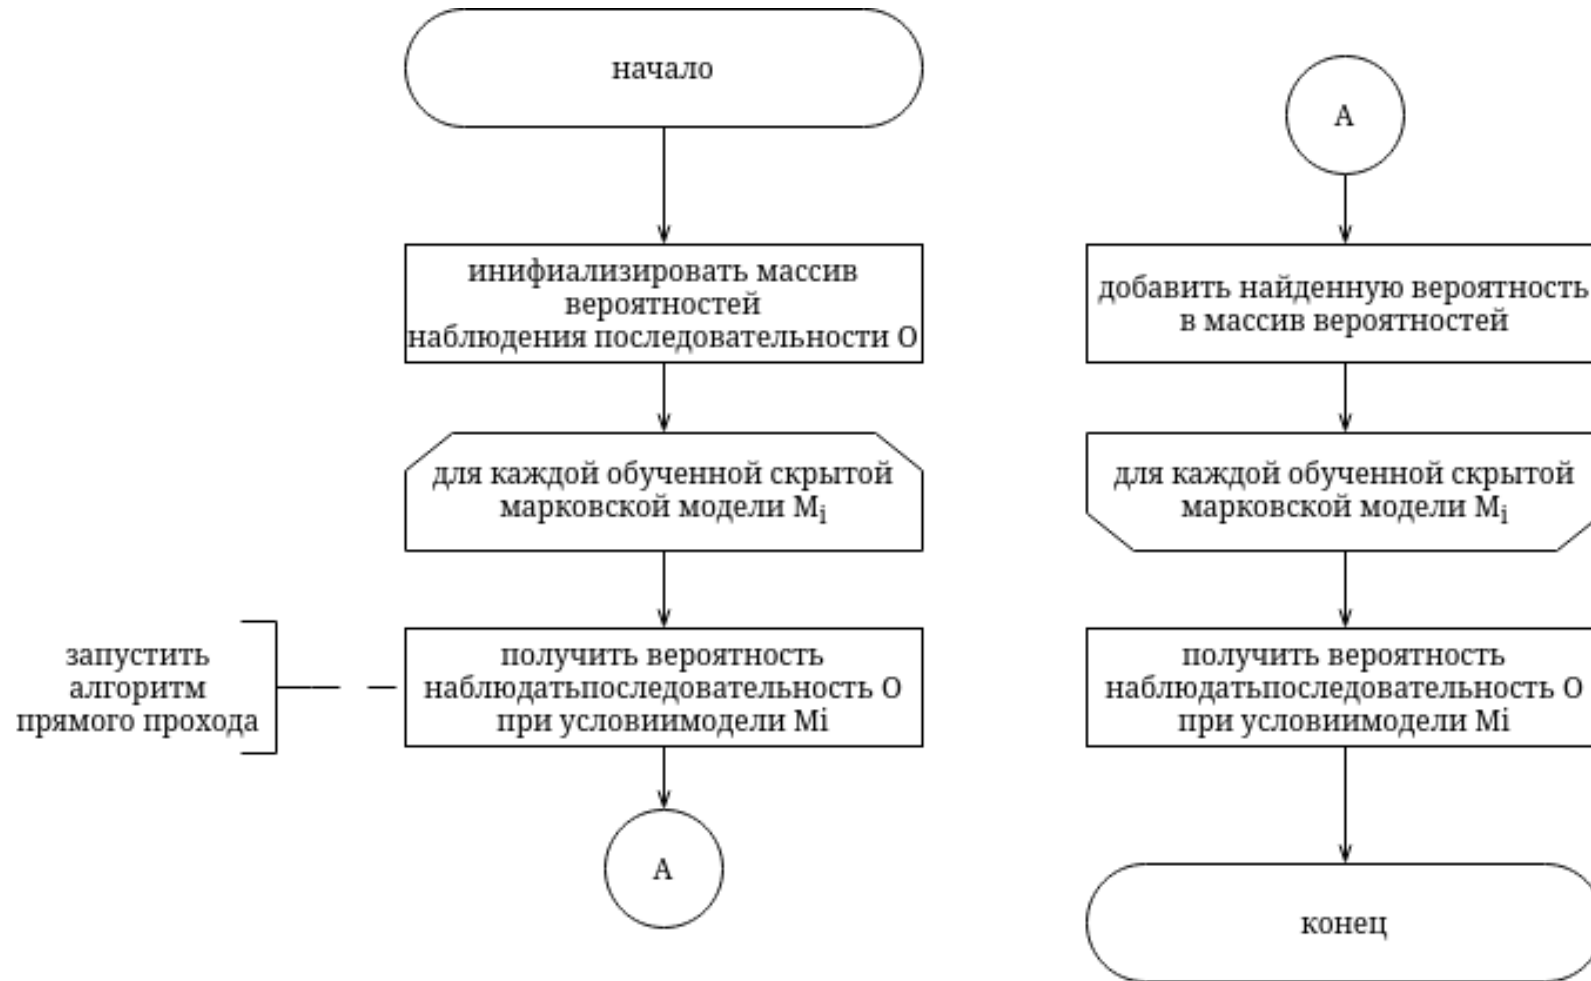 начало
инифиализировать массив
вероятностей
наблюдения последовательности О
для каждой обученной скрытой
марковской модели Mi
запустить
алгоритм
прямого прохода
получить вероятность
наблюдатьпоследовательность О
при условиимодели Mi
А
А
добавить найденную вероятность
в массив вероятностей
для каждой обученной скрытой
марковской модели Mi
получить вероятность
наблюдатьпоследовательность О
при условиимодели Mi
конец